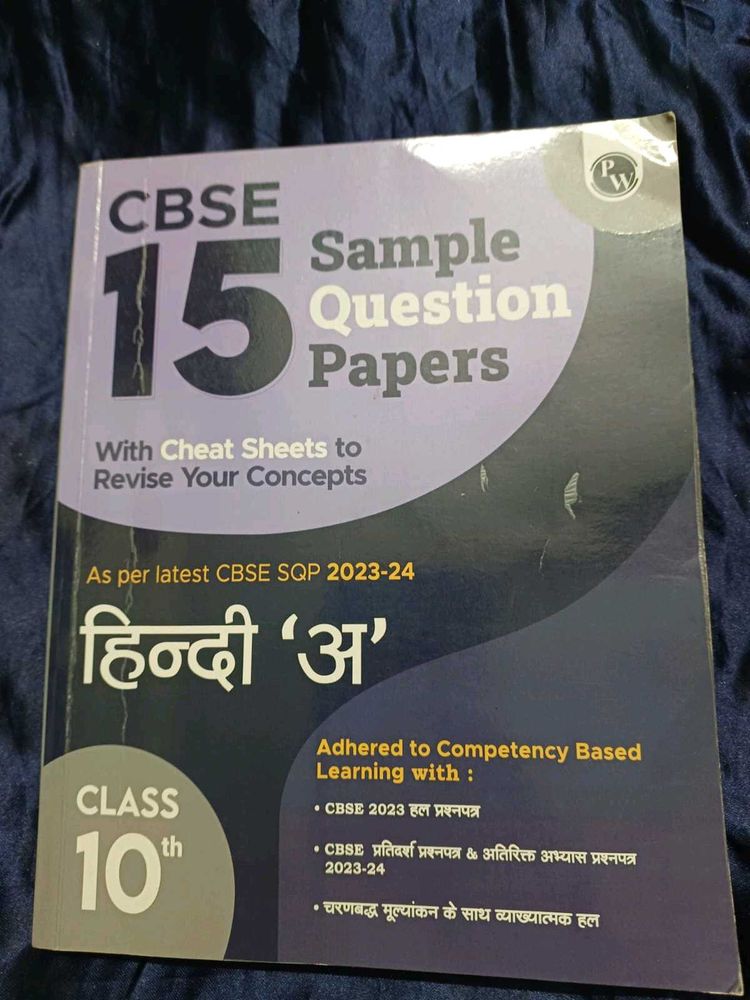 PW
CBSE
15
Sample
Question
Papers
With Cheat Sheets to
Revise Your Concepts
As per latest CBSE SQP 2023-24
हिन्दी ‘अ’
CLASS
10th
Adhered to Competency Based
Learning with :
• CBSE 2023 हल प्रश्नपत्र
• CBSE प्रतिदर्श प्रश्नपत्र & अतिरिक्त अभ्यास प्रश्नपत्र
2023-24
• चरणबद्ध मूल्यांकन के साथ व्याख्यात्मक हल